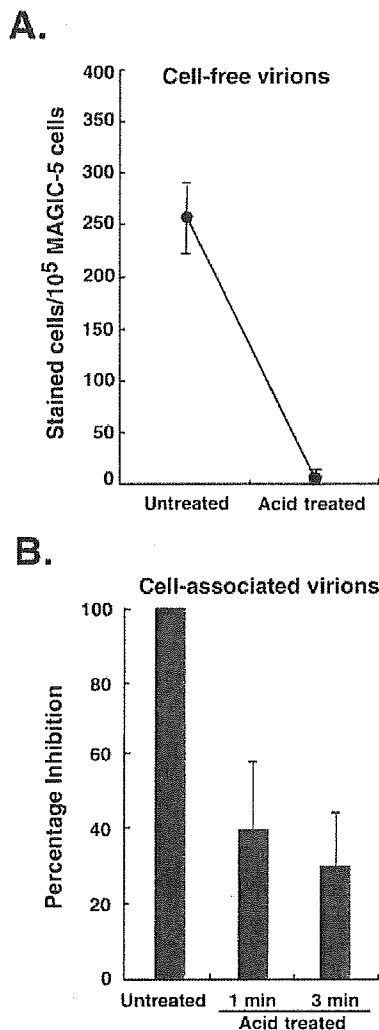 A.
Cell-free virions
Stained cells/10⁵ MAGIC-5 cells
400
350
300
250
200
150
100
50
0
Untreated
Acid treated
B.
Cell-associated virions
Percentage Inhibition
100
80
60
40
20
0
Untreated
1 min
3 min
Acid treated